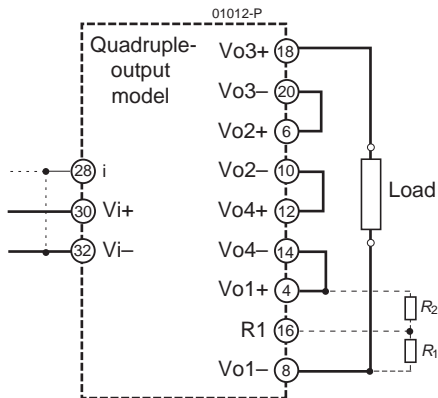 01012-P
Quadruple-
output
model
Vo3+ 18
Vo3– 20
Vo2+ 6
Vo2– 10
28 i
Vo4+ 12
30 Vi+
Load
Vo4– 14
32 Vi–
Vo1+ 4
R2
R1 16
R1
Vo1– 8